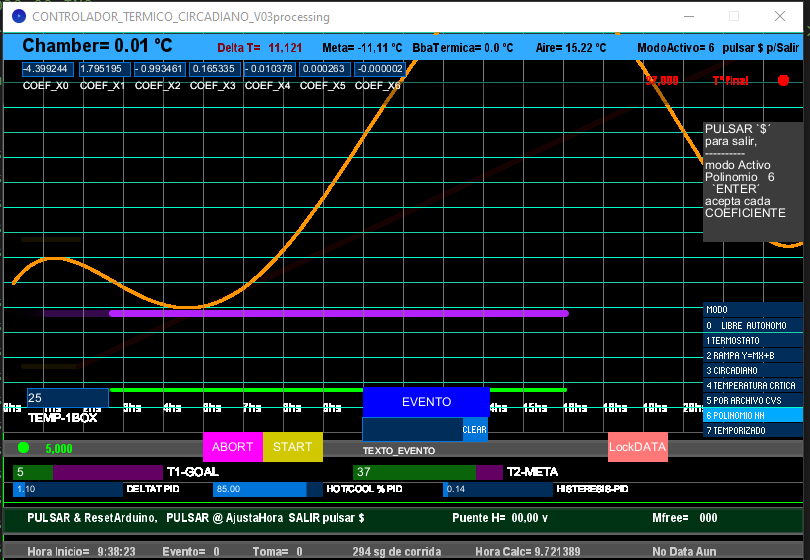 CONTROLADOR_TERMICO_CIRCADIANO_V03processing
Chamber= 0.01 ºC Delta T= 11,121 Meta= -11,11 ºC BbaTermica= 0.0 ºC Aire= 15.22 ºC ModoActivo= 6 pulsar $ p/Salir
-4.399244 1.795195 - 0.993461 0.165335 - 0.010378 0.000263 -0.000002
COEF_X0 COEF_X1 COEF_X2 COEF_X3 COEF_X4 COEF_X5 COEF_X6
PULSAR `$´
para salir,
----------
modo Activo
Polinomio 6
`ENTER´
acepta cada
COEFICIENTE
MODO
0 LIBRE AUTONOMO
1 TERMOSTATO
2 RAMPA Y=MX+B
3 CIRCADIANO
4 TEMPERATURA CRTICA
5 POR ARCHIVO CVS
6 POLINOMIO NN
7 TEMPORIZADO
25
0hs 3hs 4hs 5hs 6hs 7hs 8hs 9hs EVENTO 4hs 15hs 16hs 18hs 20hs
TEMP-1BOX
CLEAR
5,000 ABORT START TEXTO_EVENTO LockDATA
5 T1-GOAL 37 T2-META
1.10 DELTAT PID 85.00 HOT/COOL % PID 0.14 HISTERESIS-PID
PULSAR & ResetArduino, PULSAR @ AjustaHora SALIR pulsar $ Puente H= 00,00 v Mfree= 000
Hora Inicio= 9:38:23 Evento= 0 Toma= 0 294 sg de corrida Hora Calc= 9.721389 No Data Aun